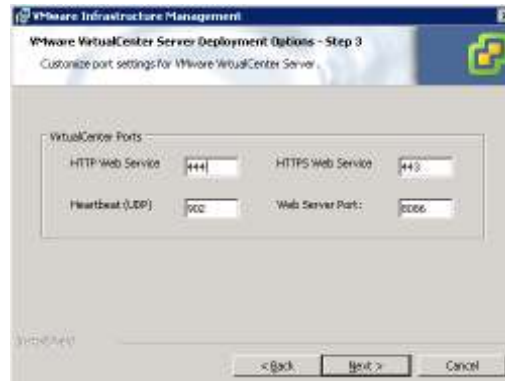 VMware Infrastructure Management
VMware VirtualCenter Server Deployment Options - Step 3
Customize port settings for VMware VirtualCenter Server.
VirtualCenter Ports
HTTP Web Service 444 HTTPS Web Service 443
Heartbeat (UDP) 902 Web Server Port: 8086
InstallShield
< Back Next > Cancel